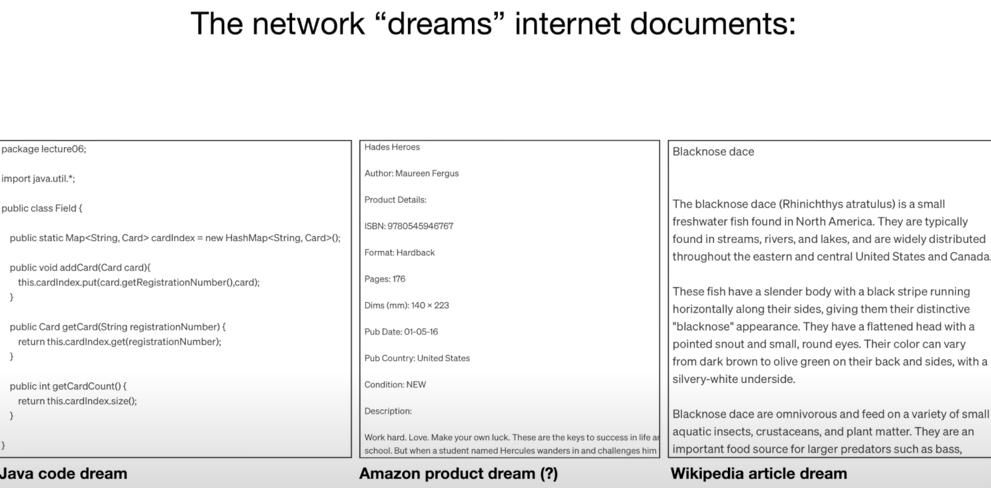 The network “dreams” internet documents:
package lecture06;
import java.util.*;
public class Field {
public static Map<String, Card> cardIndex = new HashMap<String, Card>();
public void addCard(Card card){
this.cardIndex.put(card.getRegistrationNumber(),card);
}
public Card getCard(String registrationNumber) {
return this.cardIndex.get(registrationNumber);
}
public int getCardCount() {
return this.cardIndex.size();
}
}
Java code dream
Hades Heroes
Author: Maureen Fergus
Product Details:
ISBN: 9780545946767
Format: Hardback
Pages: 176
Dims (mm): 140 × 223
Pub Date: 01-05-16
Pub Country: United States
Condition: NEW
Description:
Work hard. Love. Make your own luck. These are the keys to success in life
school. But when a student named Hercules wanders in and challenges him
Amazon product dream (?)
Blacknose dace
The blacknose dace (Rhinichthys atratulus) is a small
freshwater fish found in North America. They are typically
found in streams, rivers, and lakes, and are widely distributed
throughout the eastern and central United States and Canada.
These fish have a slender body with a black stripe running
horizontally along their sides, giving them their distinctive
"blacknose" appearance. They have a flattened head with a
pointed snout and small, round eyes. Their color can vary
from dark brown to olive green on their back and sides, with a
silvery-white underside.
Blacknose dace are omnivorous and feed on a variety of small
aquatic insects, crustaceans, and plant matter. They are an
important food source for larger predators such as bass,
Wikipedia article dream